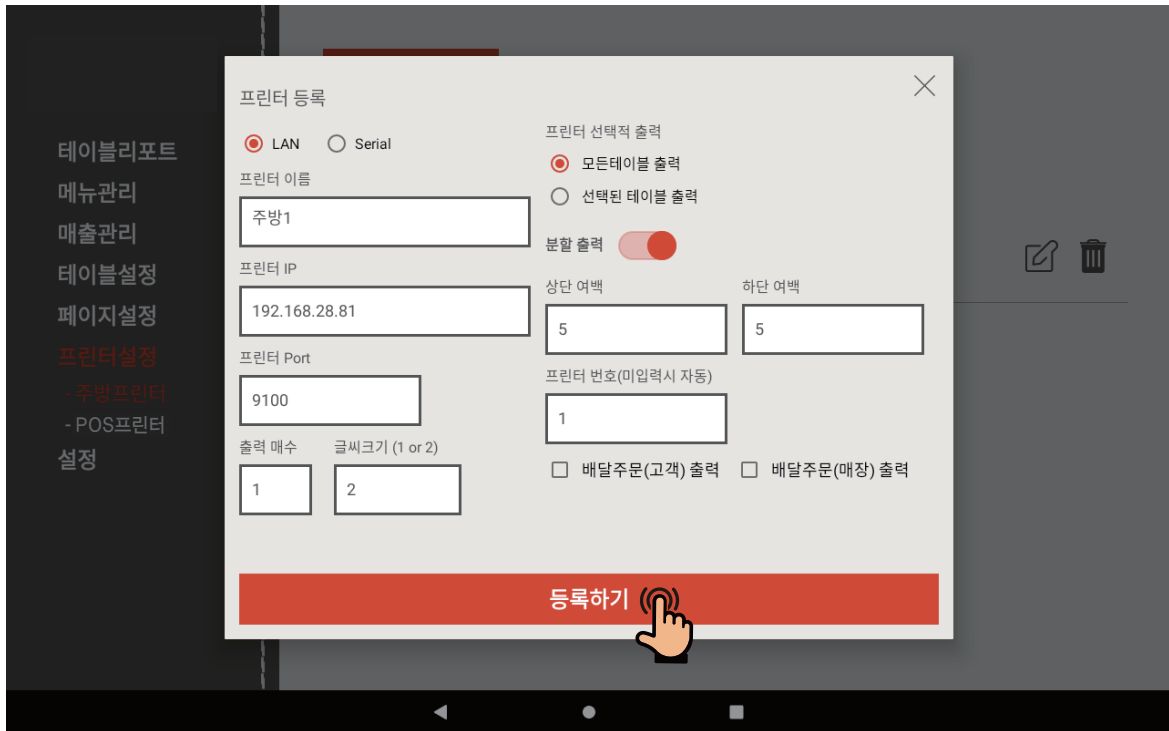 테이블리포트
메뉴관리
매출관리
테이블설정
페이지설정
프린터설정
- 주방프린터
- POS프린터
설정
프린터 등록
LAN
Serial
프린터 이름
주방1
프린터 IP
192.168.28.81
프린터 Port
9100
출력 매수
글씨크기 (1 or 2)
1
2
프린터 선택적 출력
모든테이블 출력
선택된 테이블 출력
분할 출력
상단 여백
하단 여백
5
5
프린터 번호(미입력시 자동)
1
배달주문(고객) 출력
배달주문(매장) 출력
등록하기